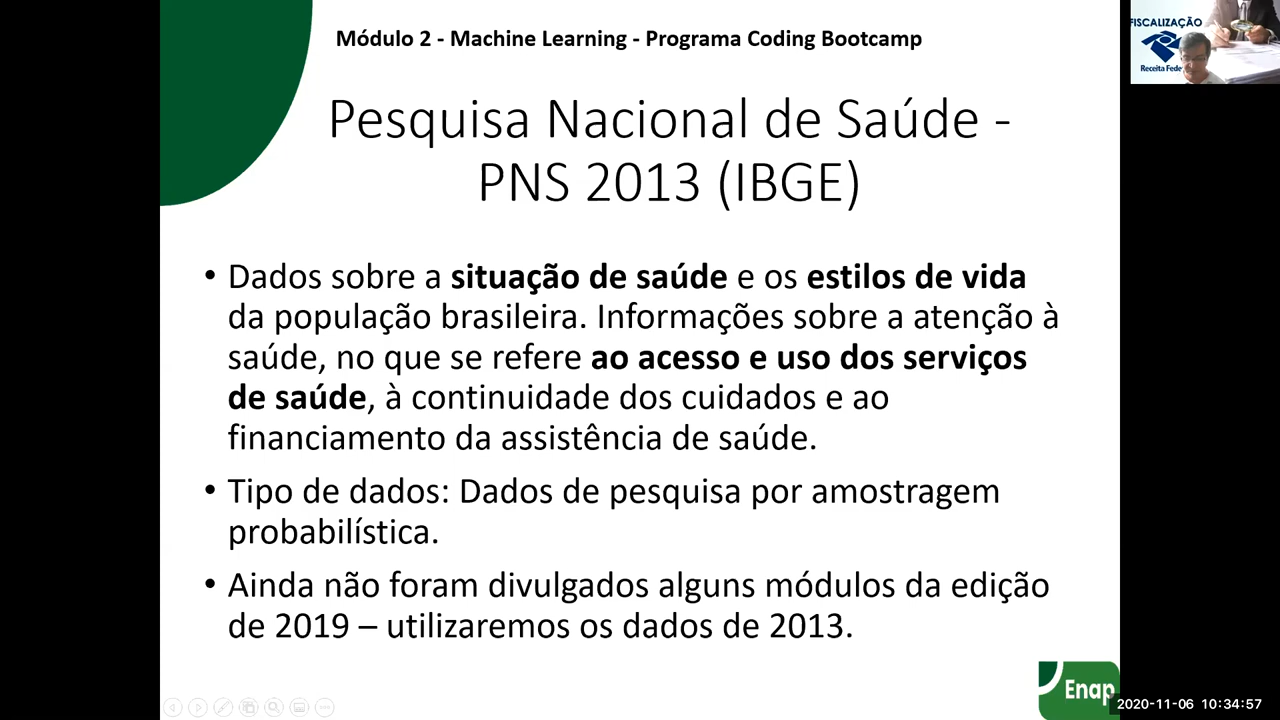 Módulo 2 - Machine Learning - Programa Coding Bootcamp
FISCALIZAÇÃO
Receita Fede
Pesquisa Nacional de Saúde -
PNS 2013 (IBGE)
• Dados sobre a situação de saúde e os estilos de vida
da população brasileira. Informações sobre a atenção à
saúde, no que se refere ao acesso e uso dos serviços
de saúde, à continuidade dos cuidados e ao
financiamento da assistência de saúde.
• Tipo de dados: Dados de pesquisa por amostragem
probabilística.
• Ainda não foram divulgados alguns módulos da edição
de 2019 – utilizaremos os dados de 2013.
Enap
2020-11-06 10:34:57